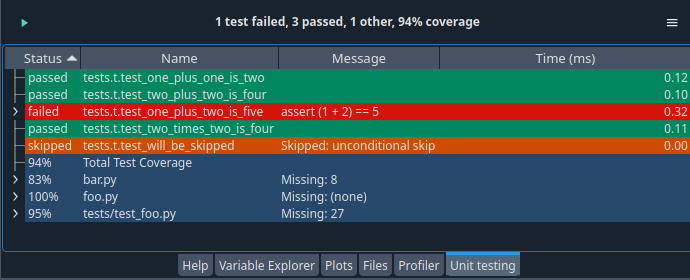 1 test failed, 3 passed, 1 other, 94% coverage
Status Name Message Time (ms)
passed tests.t.test_one_plus_one_is_two 0.12
passed tests.t.test_two_plus_two_is_four 0.10
failed tests.t.test_one_plus_two_is_five assert (1 + 2) == 5 0.32
passed tests.t.test_two_times_two_is_four 0.11
skipped tests.t.test_will_be_skipped Skipped: unconditional skip 0.00
94% Total Test Coverage
83% bar.py Missing: 8
100% foo.py Missing: (none)
95% tests/test_foo.py Missing: 27
Help Variable Explorer Plots Files Profiler Unit testing